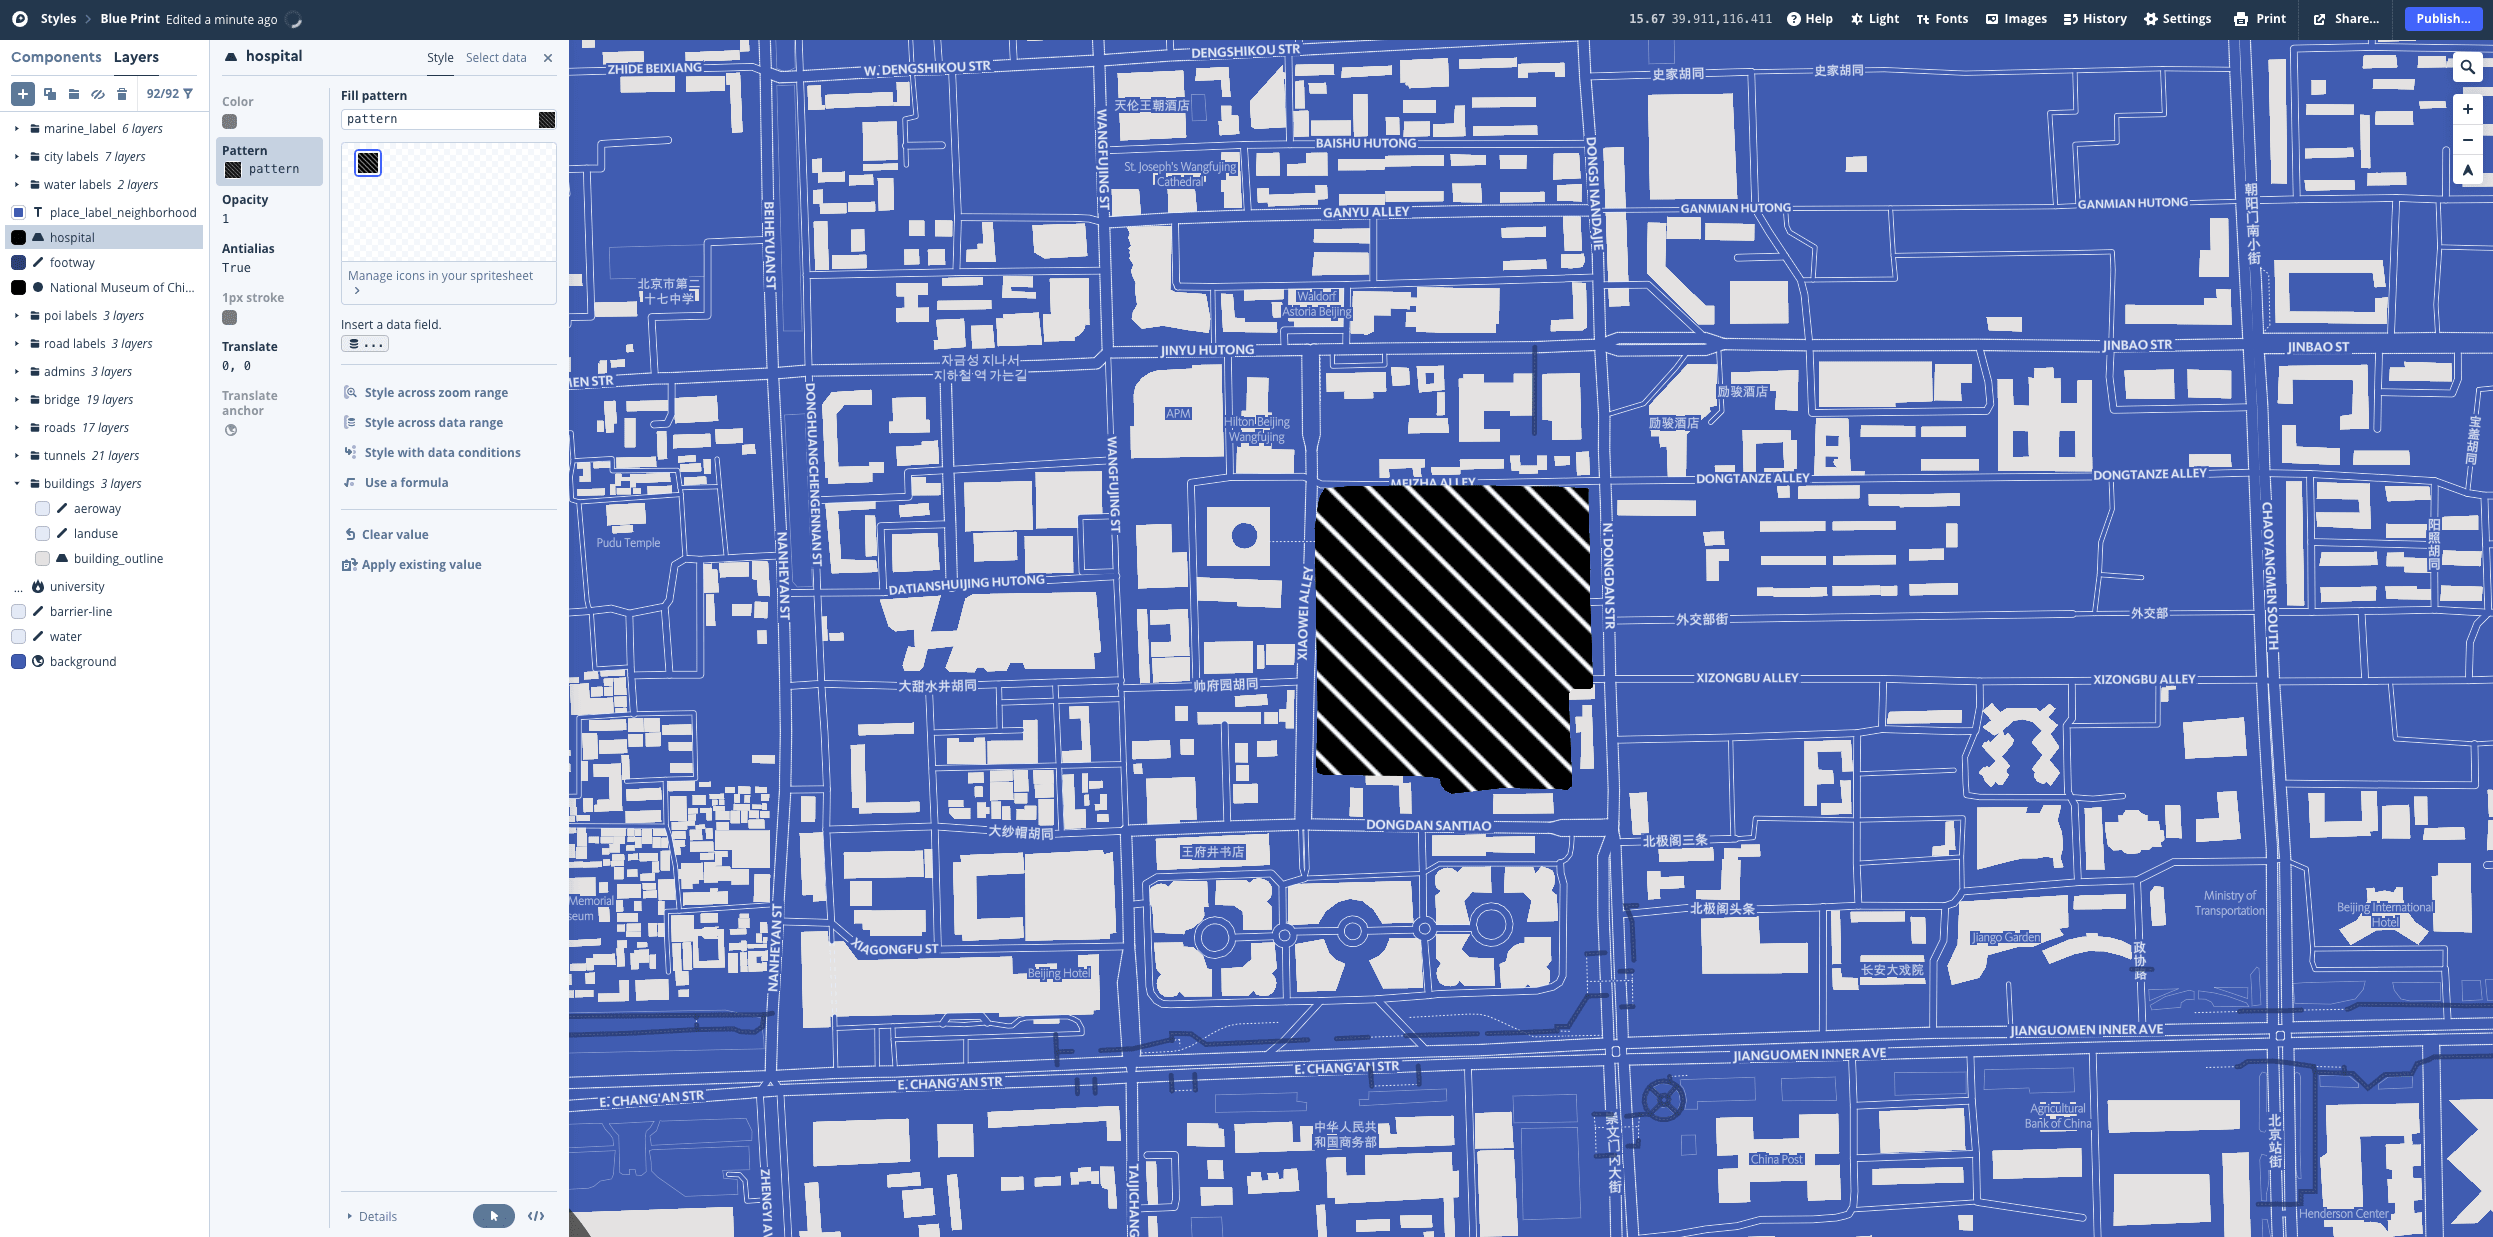 Styles > Blue Print Edited a minute ago
15.67 39.911,116.411 Help Light Fonts Images History Settings Print Share... Publish...
Components Layers
92/92
marine_label 6 layers
city labels 7 layers
water labels 2 layers
place_label_neighborhood
hospital
footway
National Museum of Chi...
poi labels 3 layers
road labels 3 layers
admins 3 layers
bridge 19 layers
roads 17 layers
tunnels 21 layers
buildings 3 layers
aeroway
landuse
building_outline
... university
barrier-line
water
background
hospital
Style Select data
Color
Pattern
pattern
Opacity
1
Antialias
True
1px stroke
Translate
0, 0
Translate
anchor
Fill pattern
pattern
Manage icons in your spritesheet
>
Insert a data field.
...
Style across zoom range
Style across data range
Style with data conditions
Use a formula
Clear value
Apply existing value
Details
</>
DENGSHIKOU STR
ZHIDE BEIXIANG
W. DENGSHIKOU STR
史家胡同
史家胡同
天伦王朝酒店
WANGFUJING ST
BAISHU HUTONG
DONGSI NANDAJIE
St. Joseph's Wangfujing
Cathedral
BEIHEYUAN ST
GANYU ALLEY
GANMIAN HUTONG
GANMIAN HUTONG
朝阳门南小街
北京市第二
十七中学
Waldorf
Astoria Beijing
JINYU HUTONG
JINBAO STR
JINBAO ST
자금성 지나서
지하철역 가는길
MEN STR
DONGHUANGCHENGENNAN ST
APM
Hilton Beijing
Wangfujing
励骏酒店
励骏酒店
宝盖胡同
WANGFUJING ST
MEIZHA ALLEY
DONGTANZE ALLEY
DONGTANZE ALLEY
Pudu Temple
NANHEYAN ST
N. DONGDAN STR
CHAOYANGMEN SOUTH
阳照胡同
DATIANSHUIJING HUTONG
XIAOWEI ALLEY
外交部街
外交部
大甜水井胡同
帅府园胡同
XIZONGBU ALLEY
XIZONGBU ALLEY
大纱帽胡同
DONGDAN SANTIAO
王府井书店
北极阁三条
Memorial
seum
NANHEYAN ST
XIAGONGFU ST
北极阁头条
Ministry of
Transportation
Beijing International
Hotel
Jiango Garden
政协路
Beijing Hotel
长安大戏院
JIANGUOMEN INNER AVE
JIANGUOMEN INNER AVE
E. CHANG'AN STR
E. CHANG'AN STR
E. CHANG'AN STR
中华人民共
和国商务部
崇文门内大街
Agricultural
Bank of China
北京站街
China Post
ZHENGYI AV
TAIJICHANG
Henderson Center